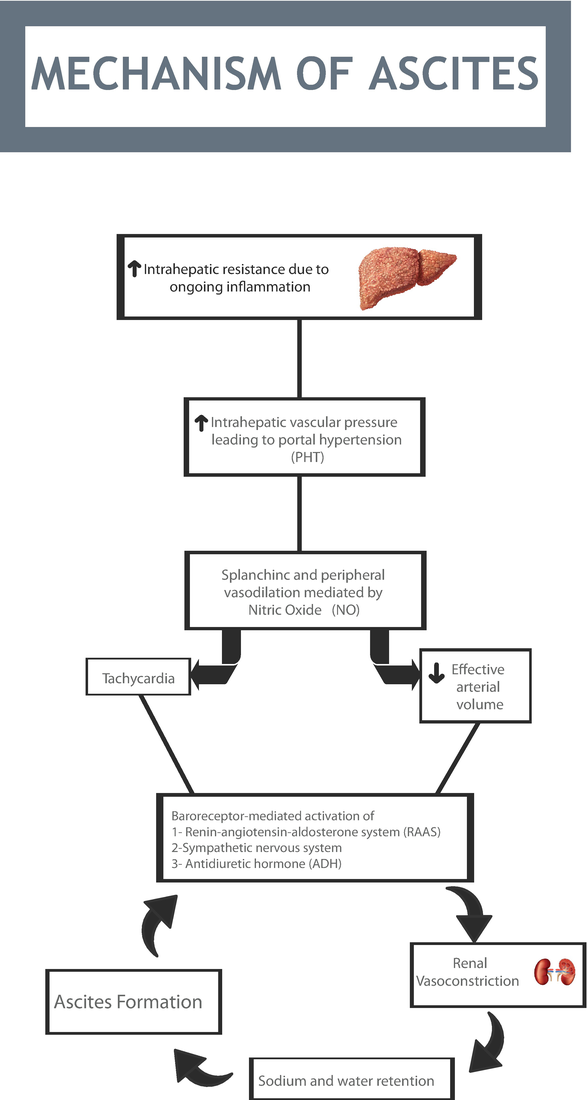 MECHANISM OF ASCITES
Intrahepatic resistance due to
ongoing inflammation
Intrahepatic vascular pressure
leading to portal hypertension
(PHT)
Splanchinc and peripheral
vasodilation mediated by
Nitric Oxide (NO)
Tachycardia
Effective
arterial
volume
Baroreceptor-mediated activation of
1- Renin-angiotensin-aldosterone system (RAAS)
2-Sympathetic nervous system
3- Antidiuretic hormone (ADH)
Renal
Vasoconstriction
Ascites Formation
Sodium and water retention